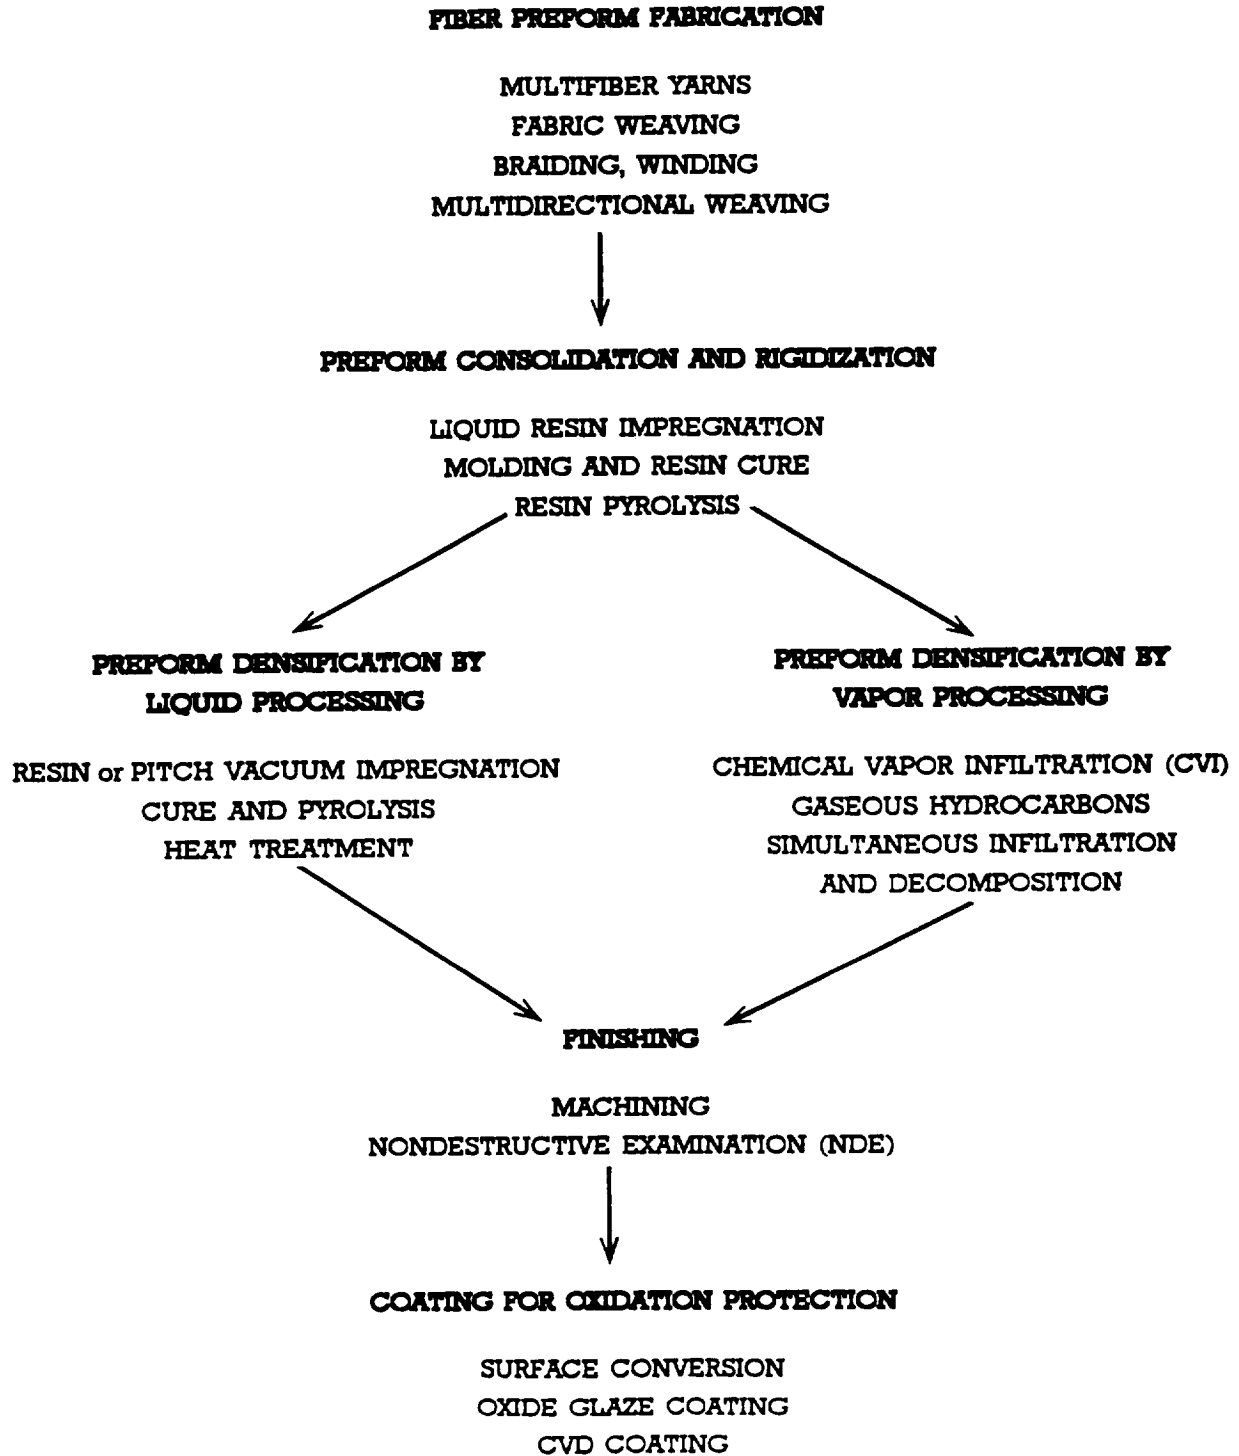 FIBER PREFORM FABRICATION
MULTIFIBER YARNS
FABRIC WEAVING
BRAIDING, WINDING
MULTIDIRECTIONAL WEAVING
PREFORM CONSOLIDATION AND RIGIDIZATION
LIQUID RESIN IMPREGNATION
MOLDING AND RESIN CURE
RESIN PYROLYSIS
PREFORM DENSIFICATION BY
LIQUID PROCESSING
RESIN or PITCH VACUUM IMPREGNATION
CURE AND PYROLYSIS
HEAT TREATMENT
PREFORM DENSIFICATION BY
VAPOR PROCESSING
CHEMICAL VAPOR INFILTRATION (CVI)
GASEOUS HYDROCARBONS
SIMULTANEOUS INFILTRATION
AND DECOMPOSITION
FINISHING
MACHINING
NONDESTRUCTIVE EXAMINATION (NDE)
COATING FOR OXIDATION PROTECTION
SURFACE CONVERSION
OXIDE GLAZE COATING
CVD COATING